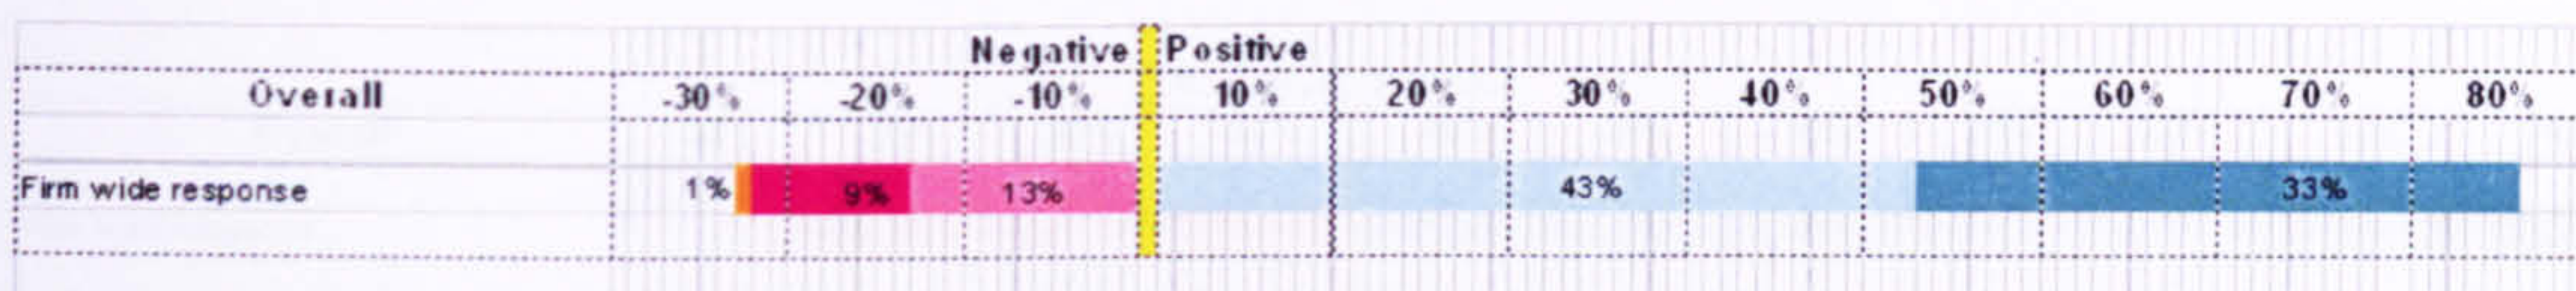 Negative Positive
Overall -30% -20% -10% 10% 20% 30% 40% 50% 60% 70% 80%
Firm wide response 1% 9% 13% 43% 33%